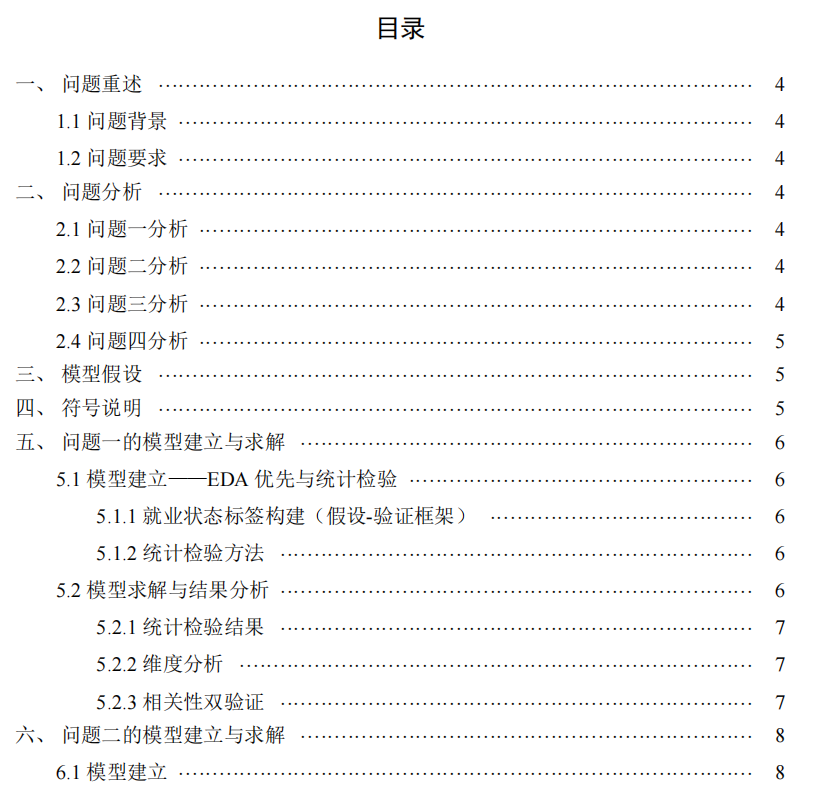 目录
一、 问题重述 ································ 4
1.1 问题背景 ································ 4
1.2 问题要求 ································ 4
二、 问题分析 ································ 4
2.1 问题一分析 ································ 4
2.2 问题二分析 ································ 4
2.3 问题三分析 ································ 4
2.4 问题四分析 ································ 5
三、 模型假设 ································ 5
四、 符号说明 ································ 5
五、 问题一的模型建立与求解 ································ 6
5.1 模型建立——EDA 优先与统计检验 ································ 6
5.1.1 就业状态标签构建（假设-验证框架） ································ 6
5.1.2 统计检验方法 ································ 6
5.2 模型求解与结果分析 ································ 6
5.2.1 统计检验结果 ································ 7
5.2.2 维度分析 ································ 7
5.2.3 相关性双验证 ································ 7
六、 问题二的模型建立与求解 ································ 8
6.1 模型建立 ································ 8